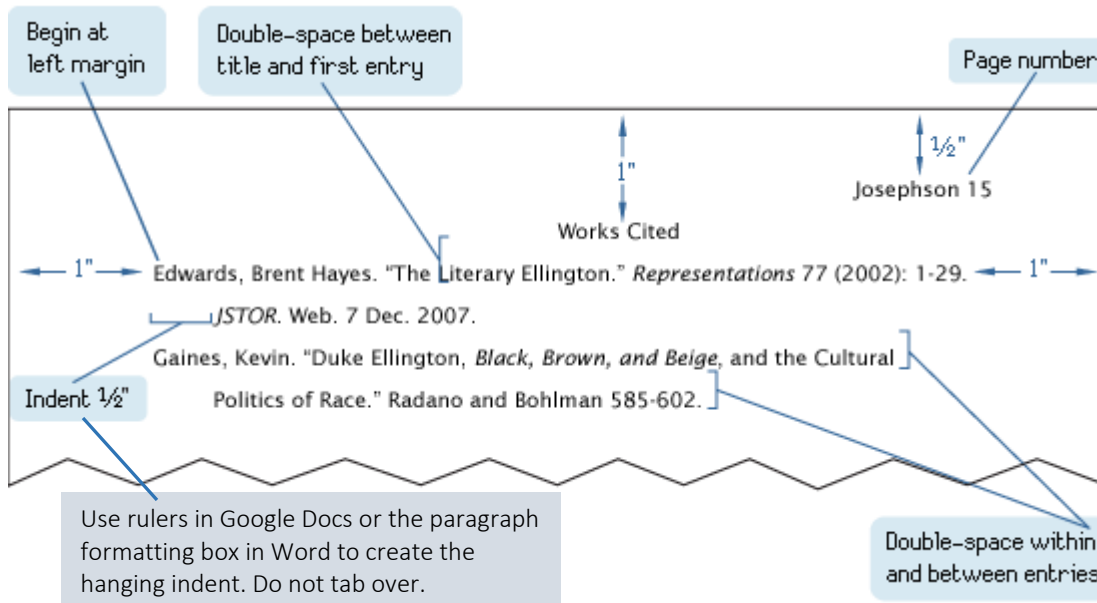 Begin at
left margin
Double-space between
title and first entry
Page number
1/2"
1"
Josephson 15
Works Cited
1"
Edwards, Brent Hayes. “The Literary Ellington.” Representations 77 (2002): 1-29.
1"
JSTOR. Web. 7 Dec. 2007.
Gaines, Kevin. “Duke Ellington, Black, Brown, and Beige, and the Cultural
Indent 1/2"
Politics of Race.” Radano and Bohlman 585-602.
Use rulers in Google Docs or the paragraph
formatting box in Word to create the
hanging indent. Do not tab over.
Double-space within
and between entries